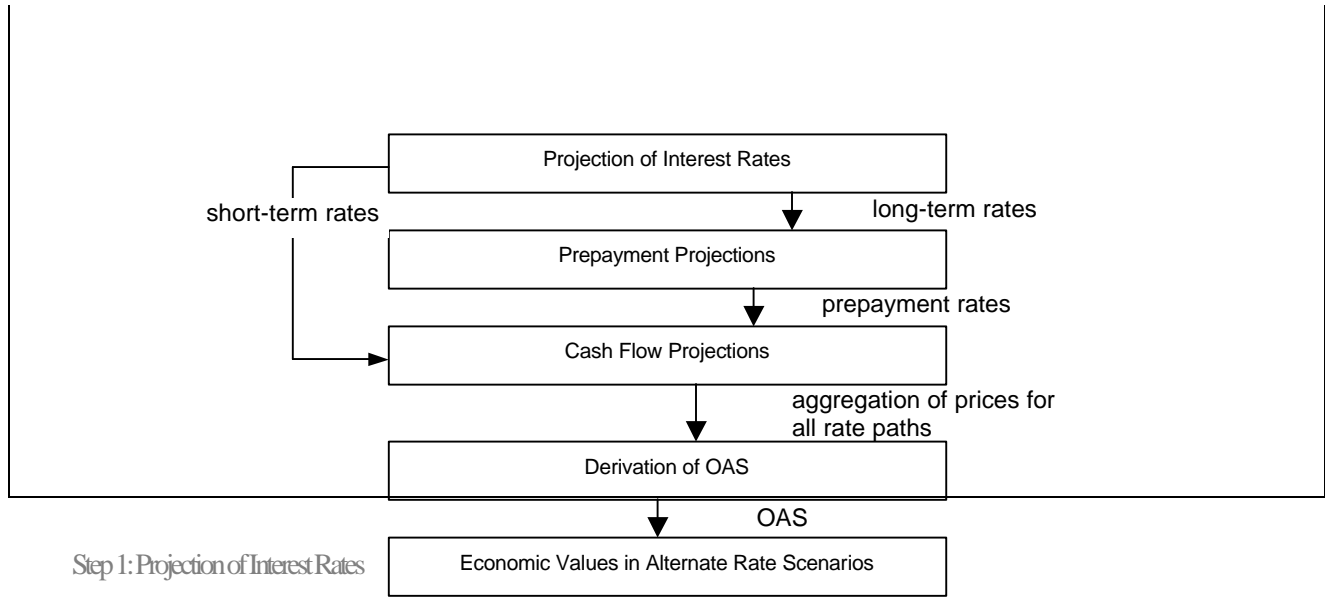 Projection of Interest Rates
short-term rates
long-term rates
Prepayment Projections
prepayment rates
Cash Flow Projections
aggregation of prices for
all rate paths
Derivation of OAS
OAS
Step 1: Projection of Interest Rates
Economic Values in Alternate Rate Scenarios